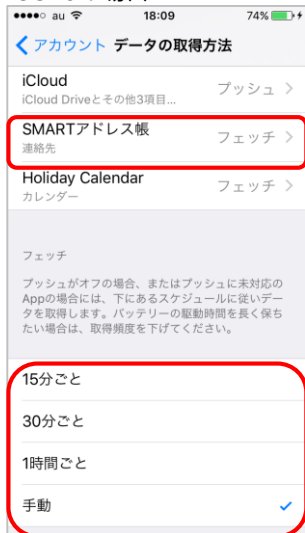 au 18:09 74%
アカウント データの取得方法
iCloud
プッシュ
iCloud Driveとその他3項目...
SMARTアドレス帳
フェッチ
連絡先
Holiday Calendar
フェッチ
カレンダー
フェッチ
プッシュがオフの場合、またはプッシュに未対応の
Appの場合には、下にあるスケジュールに従いデー
タを取得します。バッテリーの駆動時間を長く保ち
たい場合は、取得頻度を下げてください。
15分ごと
30分ごと
1時間ごと
手動